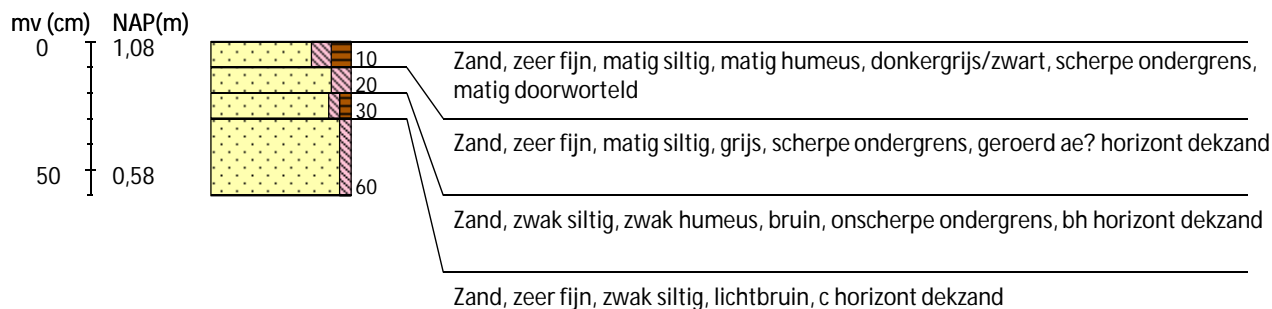 mv (cm) NAP(m)
0 1,08
10
20
30
50 0,58
60
Zand, zeer fijn, matig siltig, matig humeus, donkergrijs/zwart, scherpe ondergrens,
matig doorworteld
Zand, zeer fijn, matig siltig, grijs, scherpe ondergrens, geroerd ae? horizont dekzand
Zand, zwak siltig, zwak humeus, bruin, onscherpe ondergrens, bh horizont dekzand
Zand, zeer fijn, zwak siltig, lichtbruin, c horizont dekzand